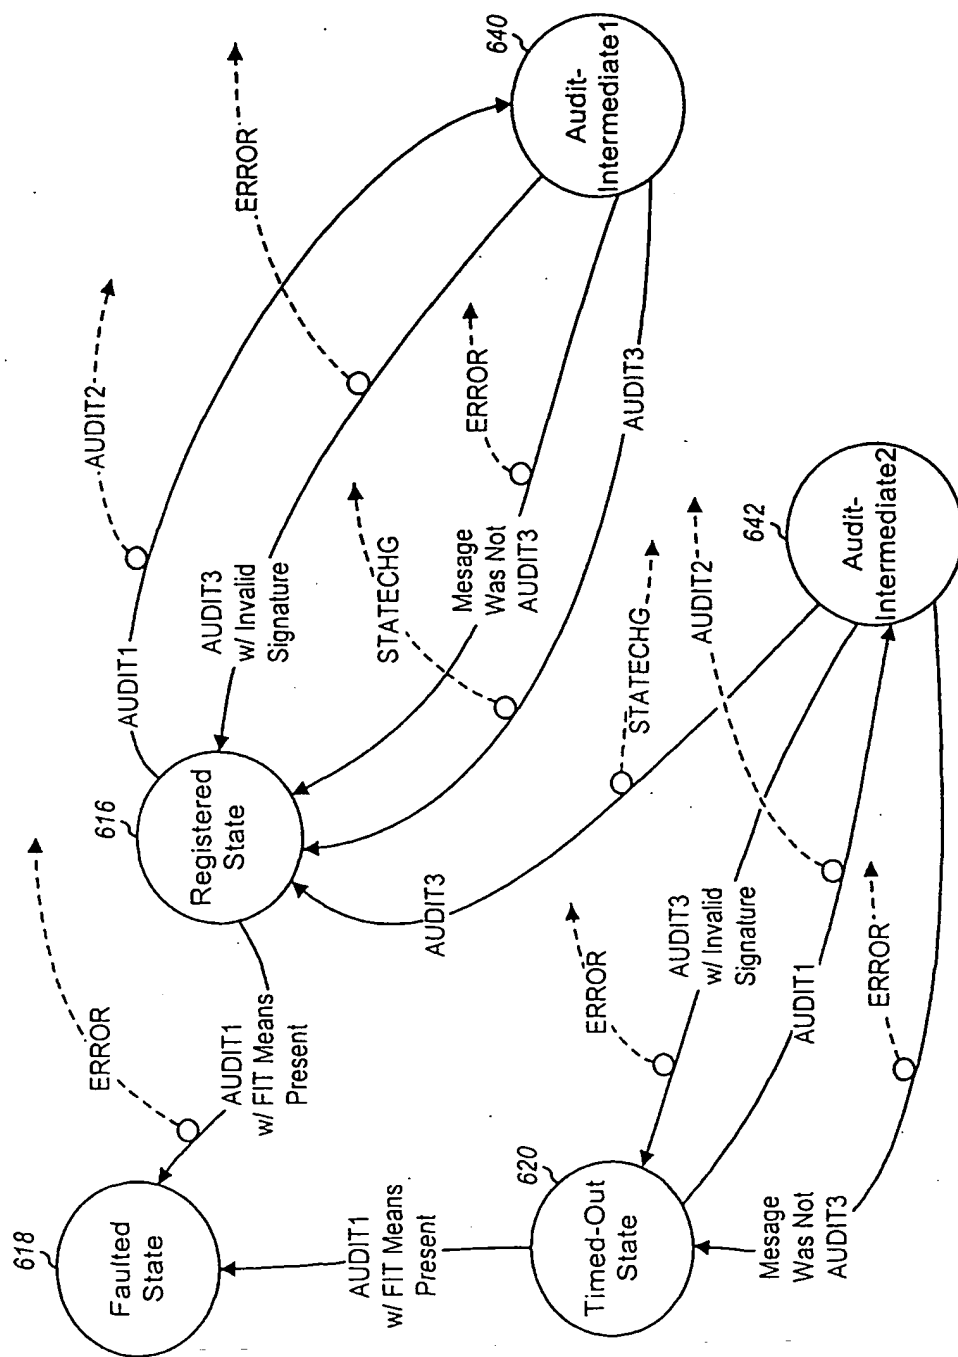 618
Faulted
State
ERROR
AUDIT1
w/ FIT Means
Present
616
Registered
State
AUDIT1
AUDIT2
ERROR
640
Audit-
Intermediate1
AUDIT3
w/ Invalid
Signature
STATECHG
Mesage
Was Not
AUDIT3
ERROR
AUDIT3
AUDIT1
w/ FIT Means
Present
620
Timed-Out
State
ERROR
AUDIT3
AUDIT3
w/ Invalid
Signature
STATECHG
AUDIT2
642
Audit-
Intermediate2
AUDIT1
Mesage
Was Not
AUDIT3
ERROR